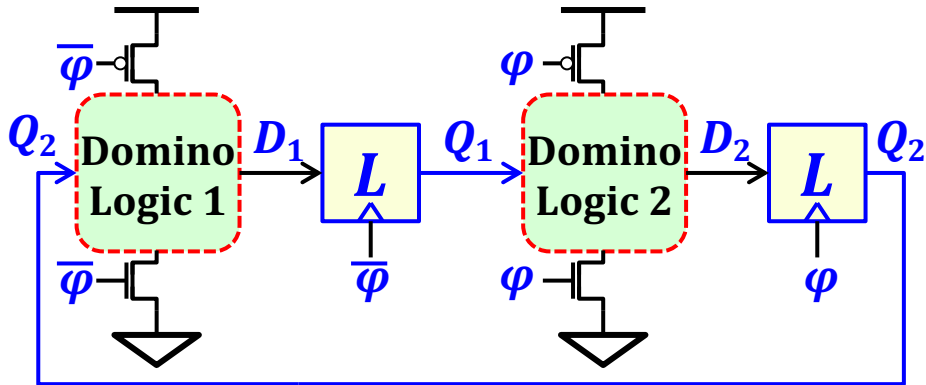 φ̅
φ
Q₂
Domino
Logic 1
D₁
L
Q₁
Domino
Logic 2
D₂
L
Q₂
φ̅
φ̅
φ
φ